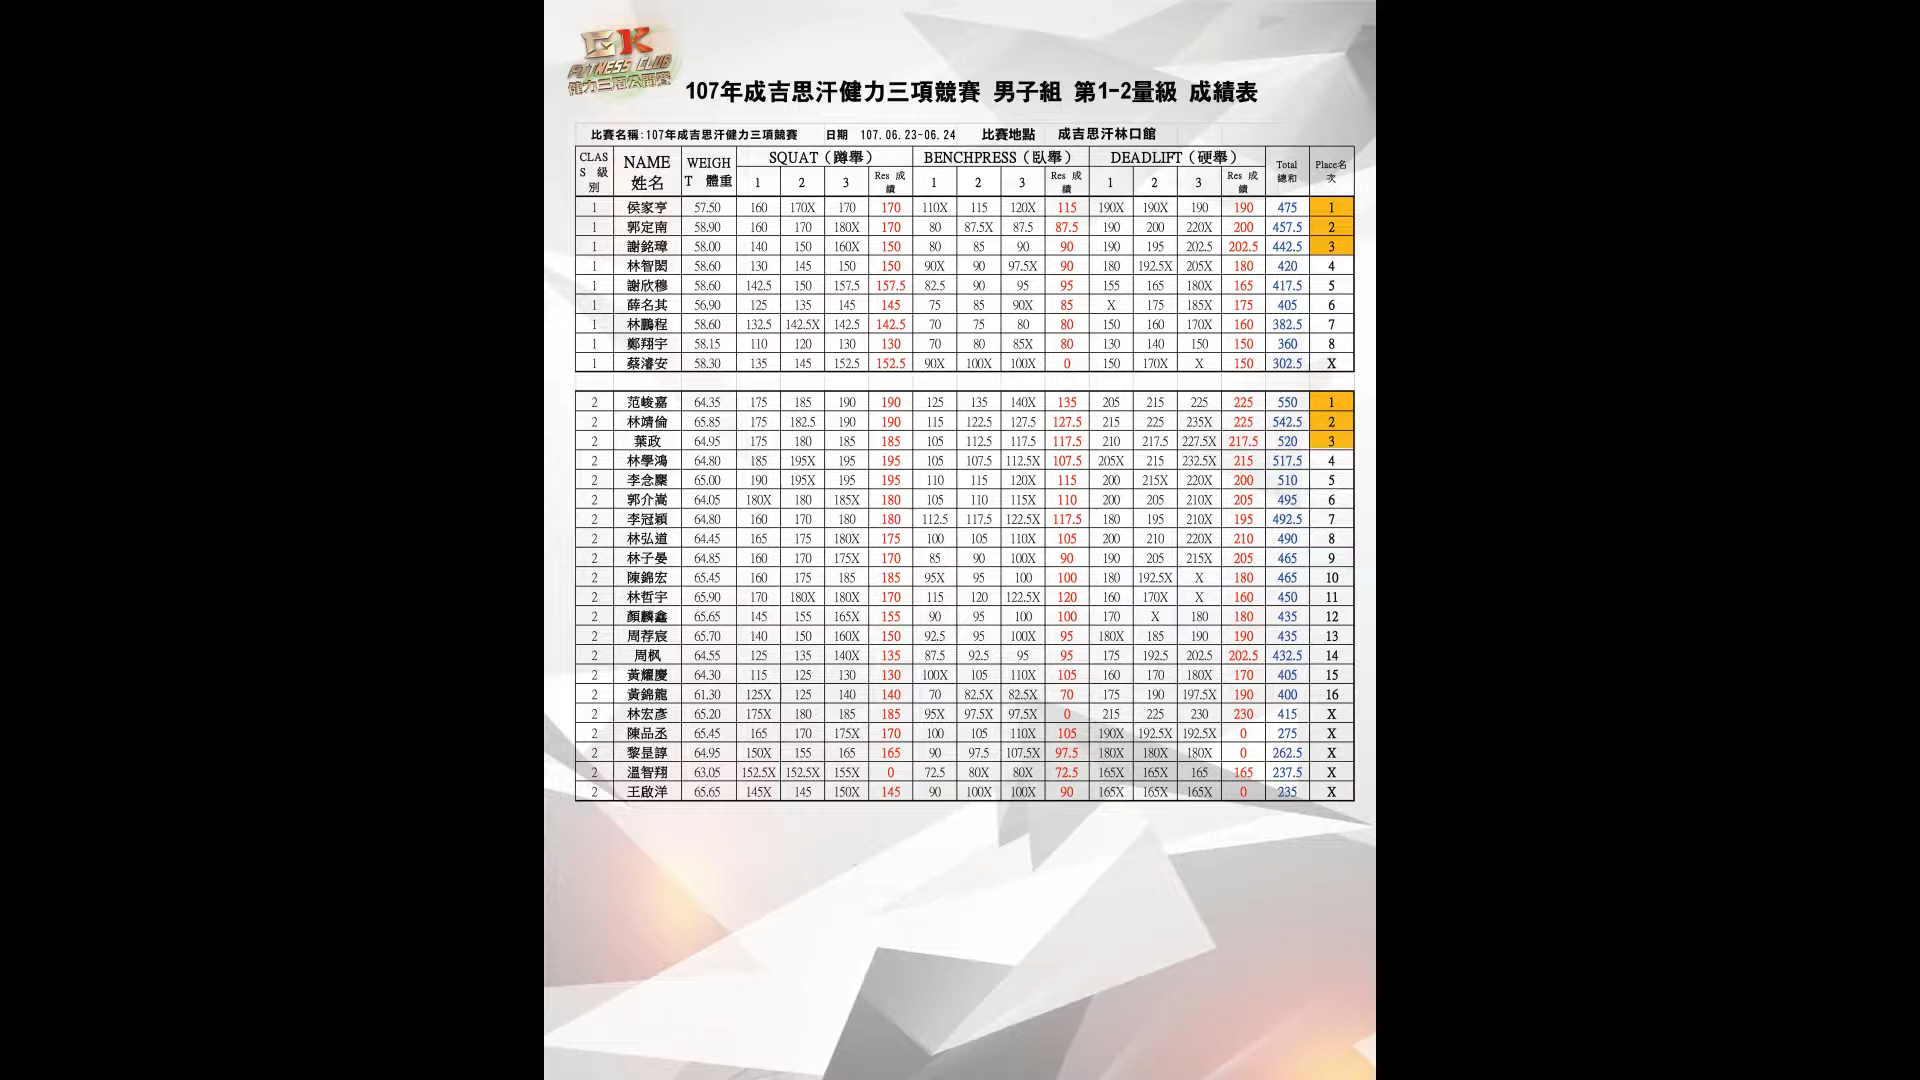 GK
FITNESS CLUB
健力三項公開賽
107年成吉思汗健力三項競賽 男子組 第1-2量級 成績表
比賽名稱:107年成吉思汗健力三項競賽 日期 107.06.23-06.24 比賽地點 成吉思汗林口館
CLASS 級別 NAME 姓名 WEIGHT 體重 SQUAT（蹲舉） BENCHPRESS（臥舉） DEADLIFT（硬舉） Total 總和 Place名次
1 2 3 Res 成績 1 2 3 Res 成績 1 2 3 Res 成績
1 侯家亨 57.50 160 170X 170 170 110X 115 120X 115 190X 190X 190 190 475 1
1 郭定南 58.90 160 170 180X 170 80 87.5X 87.5 87.5 190 200 220X 200 457.5 2
1 謝銘璋 58.00 140 150 160X 150 80 85 90 90 190 195 202.5 202.5 442.5 3
1 林智閎 58.60 130 145 150 150 90X 90 97.5X 90 180 192.5X 205X 180 420 4
1 謝欣穆 58.60 142.5 150 157.5 157.5 82.5 90 95 95 155 165 180X 165 417.5 5
1 薛名其 56.90 125 135 145 145 75 85 90X 85 X 175 185X 175 405 6
1 林鵬程 58.60 132.5 142.5X 142.5 142.5 70 75 80 80 150 160 170X 160 382.5 7
1 鄭翔宇 58.15 110 120 130 130 70 80 85X 80 130 140 150 150 360 8
1 蔡濬安 58.30 135 145 152.5 152.5 90X 100X 100X 0 150 170X X 150 302.5 X
2 范峻嘉 64.35 175 185 190 190 125 135 140X 135 205 215 225 225 550 1
2 林靖倫 65.85 175 182.5 190 190 115 122.5 127.5 127.5 215 225 235X 225 542.5 2
2 葉政 64.95 175 180 185 185 105 112.5 117.5 117.5 210 217.5 227.5X 217.5 520 3
2 林學鴻 64.80 185 195X 195 195 105 107.5 112.5X 107.5 205X 215 232.5X 215 517.5 4
2 李念 65.00 190 195X 195 195 110 115 120X 115 200 215X 220X 200 510 5
2 郭介嵩 64.05 180X 180 185X 180 105 110 115X 110 200 205 210X 205 495 6
2 李冠穎 64.80 160 170 180 180 112.5 117.5 122.5X 117.5 180 195 210X 195 492.5 7
2 林弘道 64.45 165 175 180X 175 100 105 110X 105 200 210 220X 210 490 8
2 林子晏 64.85 160 170 175X 170 85 90 100X 90 190 205 215X 205 465 9
2 陳錦宏 65.45 160 175 185 185 95X 95 100 100 180 192.5X X 180 465 10
2 林哲宇 65.90 170 180X 180X 170 115 120 122.5X 120 160 170X X 160 450 11
2 顏麟鑫 65.65 145 155 165X 155 90 95 100 100 170 X 180 180 435 12
2 周荐宸 65.70 140 150 160X 150 92.5 95 100X 95 180X 185 190 190 435 13
2 周枫 64.55 125 135 140X 135 87.5 92.5 95 95 175 192.5 202.5 202.5 432.5 14
2 黃耀慶 64.30 115 125 130 130 100X 105 110X 105 160 170 180X 170 405 15
2 黃錦龍 61.30 125X 125 140 140 70 82.5X 82.5X 70 175 190 197.5X 190 400 16
2 林宏彥 65.20 175X 180 185 185 95X 97.5X 97.5X 0 215 225 230 230 415 X
2 陳品丞 65.45 165 170 175X 170 100 105 110X 105 190X 192.5X 192.5X 0 275 X
2 黎昰諄 64.95 150X 155 165 165 90 97.5 107.5X 97.5 180X 180X 180X 0 262.5 X
2 溫智翔 63.05 152.5X 152.5X 155X 0 72.5 80X 80X 72.5 165X 165X 165 165 237.5 X
2 王啟洋 65.65 145X 145 150X 145 90 100X 100X 90 165X 165X 165X 0 235 X